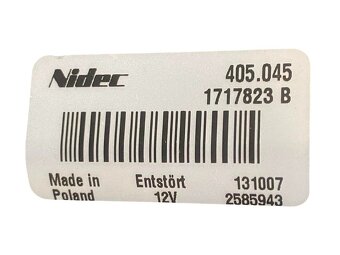 Nidec 405.045
1717823 B
Made in Entstört 131007
Poland 12V 2585943